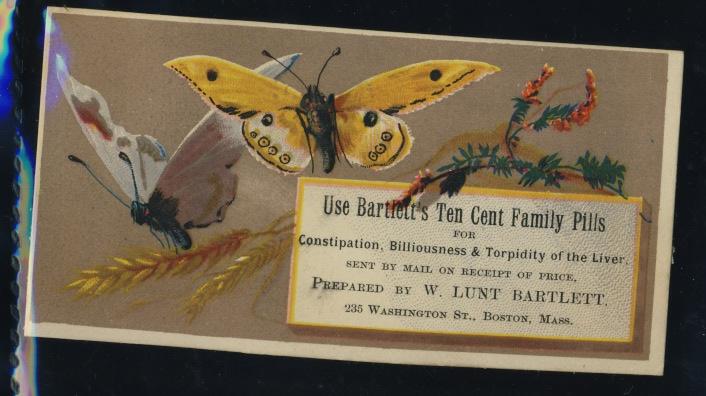 Use Bartlett's Ten Cent Family Pills
FOR
Constipation, Billiousness & Torpidity of the Liver.
SENT BY MAIL ON RECEIPT OF PRICE.
PREPARED BY W. LUNT BARTLETT.
235 WASHINGTON ST., BOSTON, MASS.